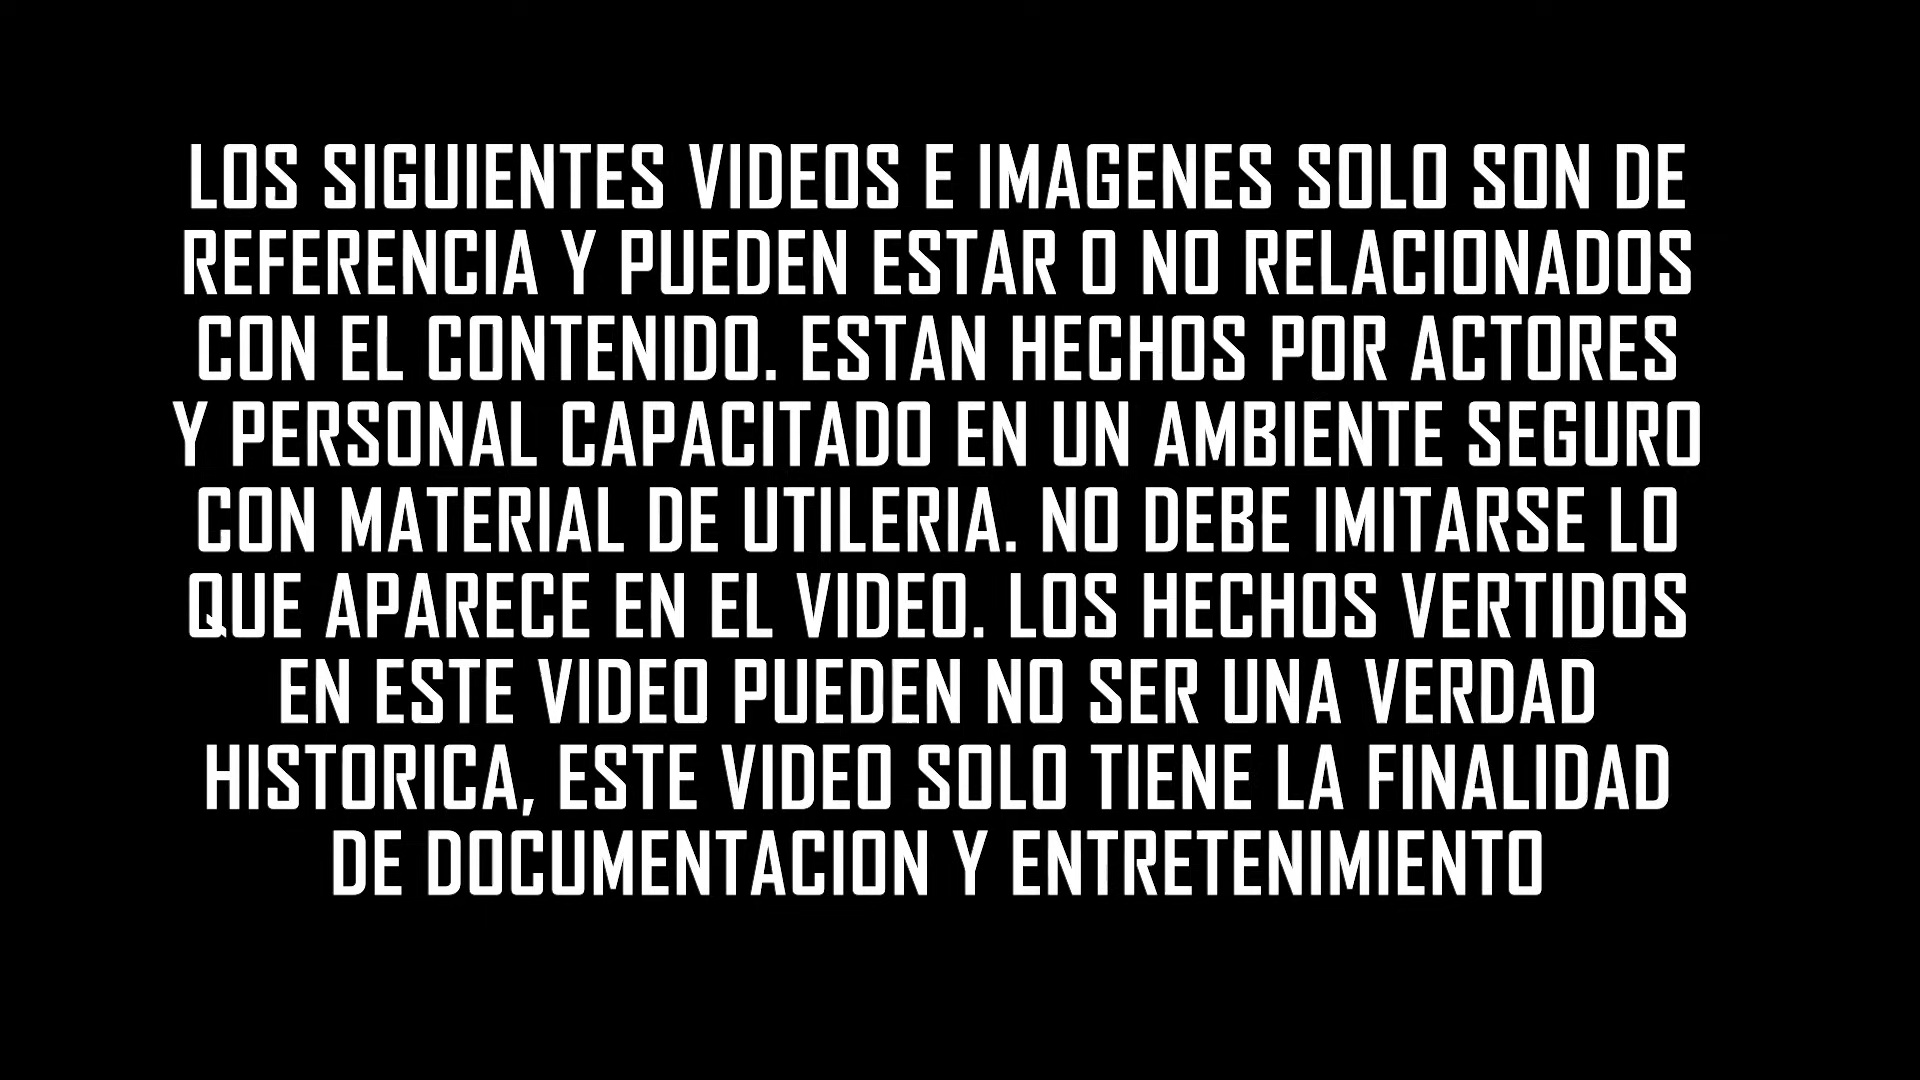 LOS SIGUIENTES VIDEOS E IMAGENES SOLO SON DE
REFERENCIA Y PUEDEN ESTAR O NO RELACIONADOS
CON EL CONTENIDO. ESTAN HECHOS POR ACTORES
Y PERSONAL CAPACITADO EN UN AMBIENTE SEGURO
CON MATERIAL DE UTILERIA. NO DEBE IMITARSE LO
QUE APARECE EN EL VIDEO. LOS HECHOS VERTIDOS
EN ESTE VIDEO PUEDEN NO SER UNA VERDAD
HISTORICA, ESTE VIDEO SOLO TIENE LA FINALIDAD
DE DOCUMENTACION Y ENTRETENIMIENTO